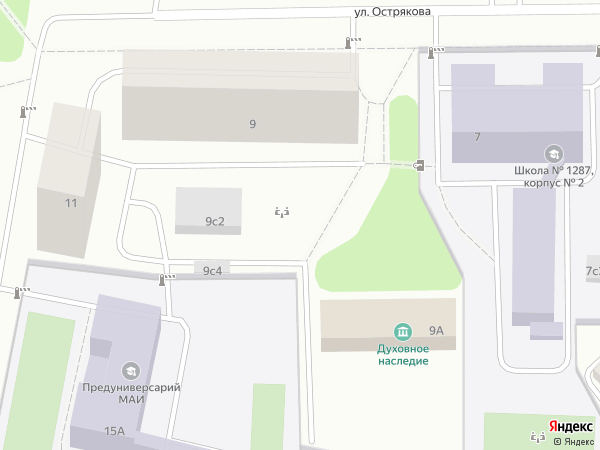 ул. Острякова
9
7
Школа № 1287,
корпус № 2
11
9с2
9с4
9А
Духовное
наследие
Предуниверсарий
МАИ
15А
Яндекс
© Яндекс